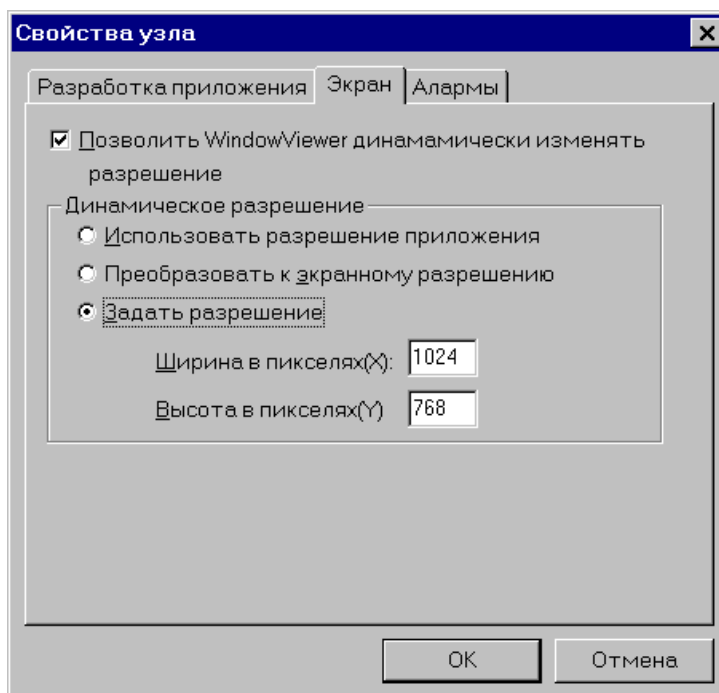 Свойства узла
Разработка приложения Экран Алармы
Позволить WindowViewer динамамически изменять
разрешение
Динамическое разрешение
Использовать разрешение приложения
Преобразовать к экранному разрешению
Задать разрешение
Ширина в пикселях(X): 1024
Высота в пикселях(Y) 768
OK Отмена